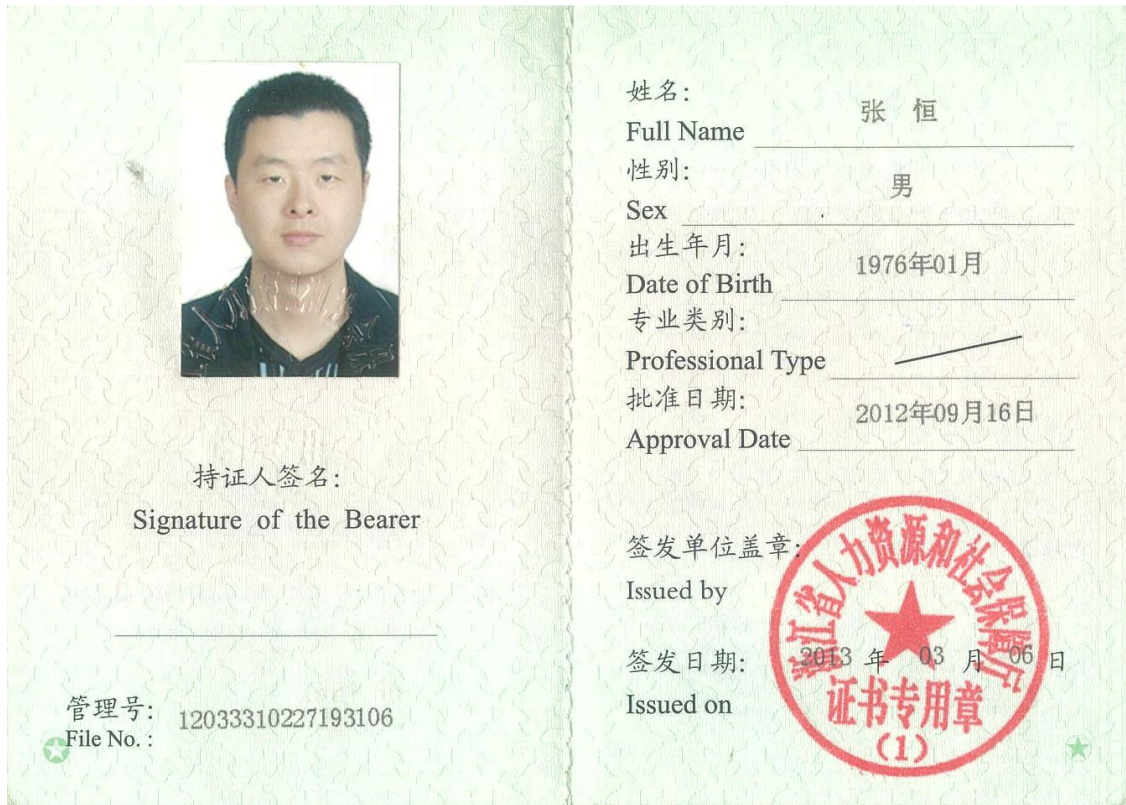 持证人签名:
Signature of the Bearer
管理号: 12033310227193106
File No. :
姓名: 张 恒
Full Name
性别: 男
Sex
出生年月: 1976年01月
Date of Birth
专业类别:
Professional Type
批准日期: 2012年09月16日
Approval Date
签发单位盖章:
Issued by
浙江省人力资源和社会保障厅
证书专用章
(1)
签发日期: 2013 年 03 月 06 日
Issued on